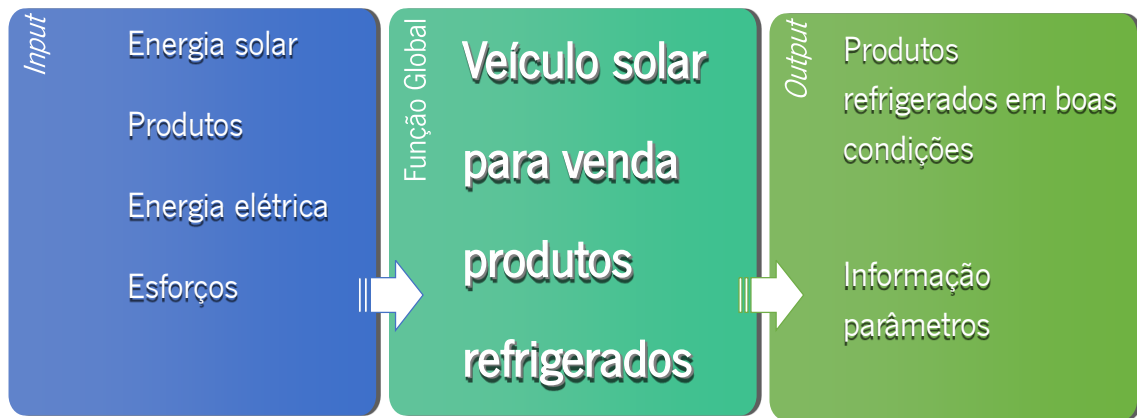 Input
Energia solar
Produtos
Energia elétrica
Esforços
Função Global
Veículo solar
para venda
produtos
refrigerados
Output
Produtos
refrigerados em boas
condições
Informação
parâmetros